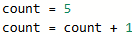 count = 5
count = count + 1